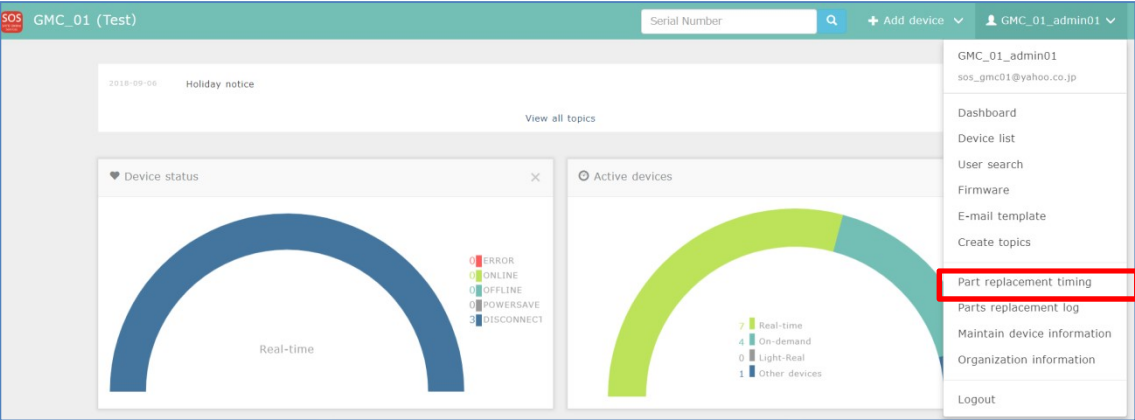 SOS GMC_01 (Test) Serial Number + Add device GMC_01_admin01
GMC_01_admin01
sos_gmc01@yahoo.co.jp
2018-09-06 Holiday notice
View all topics
Dashboard
Device list
User search
Firmware
E-mail template
Create topics
Part replacement timing
Parts replacement log
Maintain device information
Organization information
Logout
Device status
0 ERROR
0 ONLINE
0 OFFLINE
0 POWERSAVE
3 DISCONNECT
Real-time
Active devices
7 Real-time
4 On-demand
0 Light-Real
1 Other devices